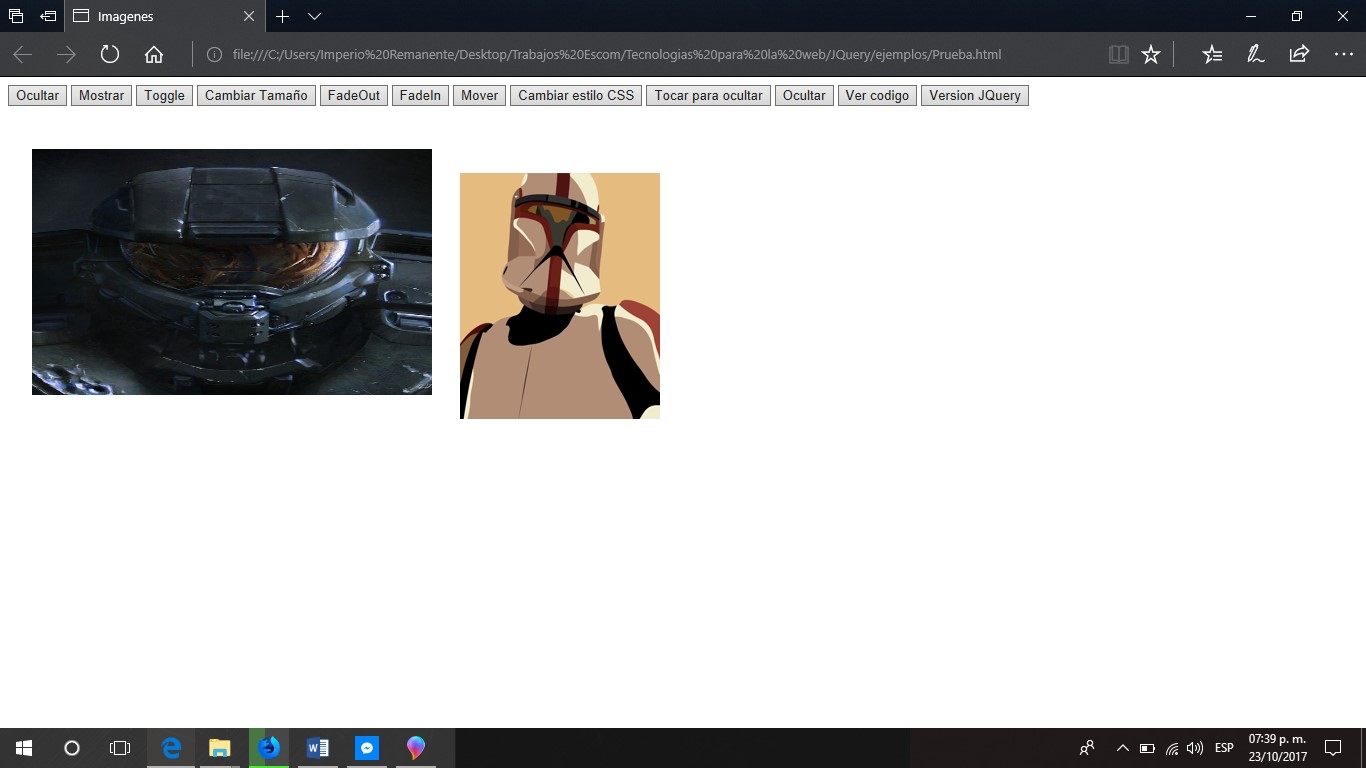 Imagenes
file:///C:/Users/Imperio%20Remanente/Desktop/Trabajos%20Escom/Tecnologias%20para%20la%20web/JQuery/ejemplos/Prueba.html
Ocultar Mostrar Toggle Cambiar Tamaño FadeOut FadeIn Mover Cambiar estilo CSS Tocar para ocultar Ocultar Ver codigo Version JQuery
ESP 07:39 p. m.
23/10/2017